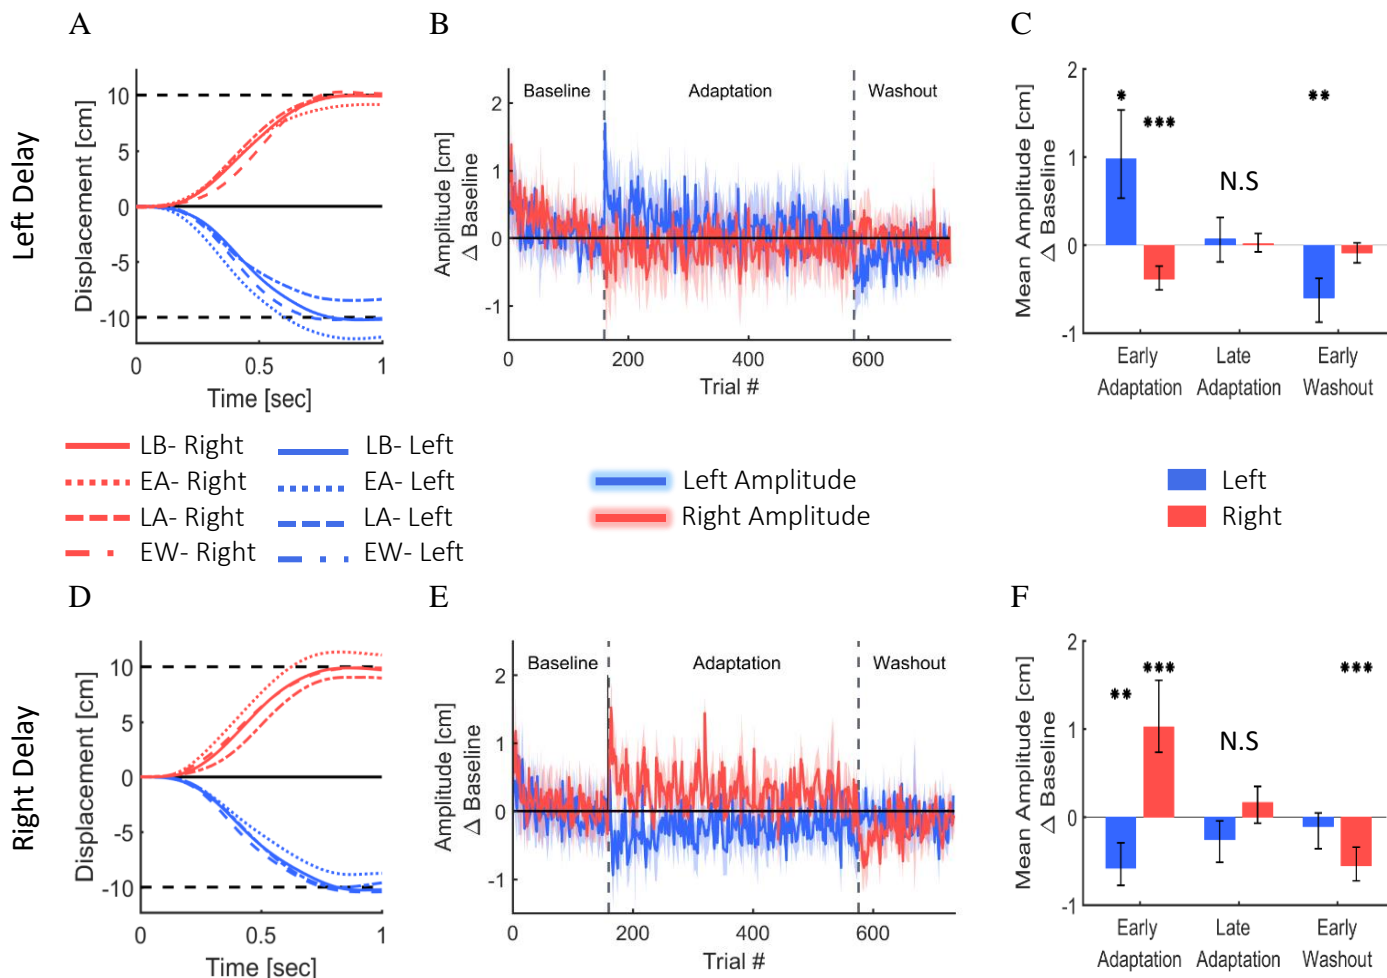 A
B
C
Left Delay
Displacement [cm]
10
5
0
-5
-10
0
0.5
1
Time [sec]
Amplitude [cm]
Δ Baseline
2
1
0
-1
Baseline
Adaptation
Washout
0
200
400
600
Trial #
Mean Amplitude [cm]
Δ Baseline
2
1
0
-1
*
***
N.S
**
Early
Adaptation
Late
Adaptation
Early
Washout
LB- Right
LB- Left
EA- Right
EA- Left
LA- Right
LA- Left
EW- Right
EW- Left
Left Amplitude
Right Amplitude
Left
Right
D
E
F
Right Delay
Displacement [cm]
10
5
0
-5
-10
0
0.5
1
Time [sec]
Amplitude [cm]
Δ Baseline
2
1
0
-1
Baseline
Adaptation
Washout
0
200
400
600
Trial #
Mean Amplitude [cm]
Δ Baseline
2
1
0
-1
**
***
N.S
***
Early
Adaptation
Late
Adaptation
Early
Washout